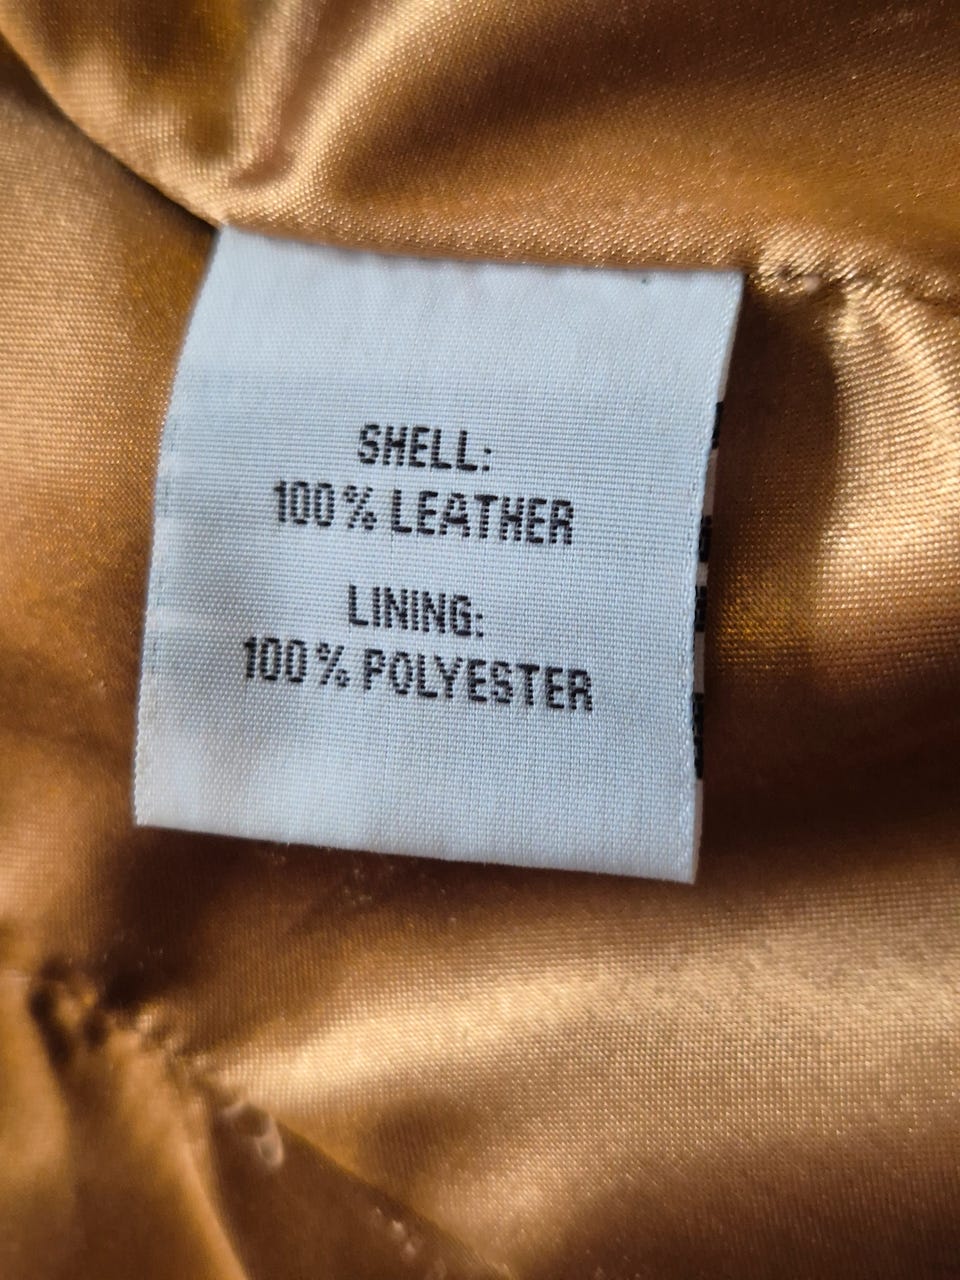 SHELL:
100% LEATHER
LINING:
100% POLYESTER